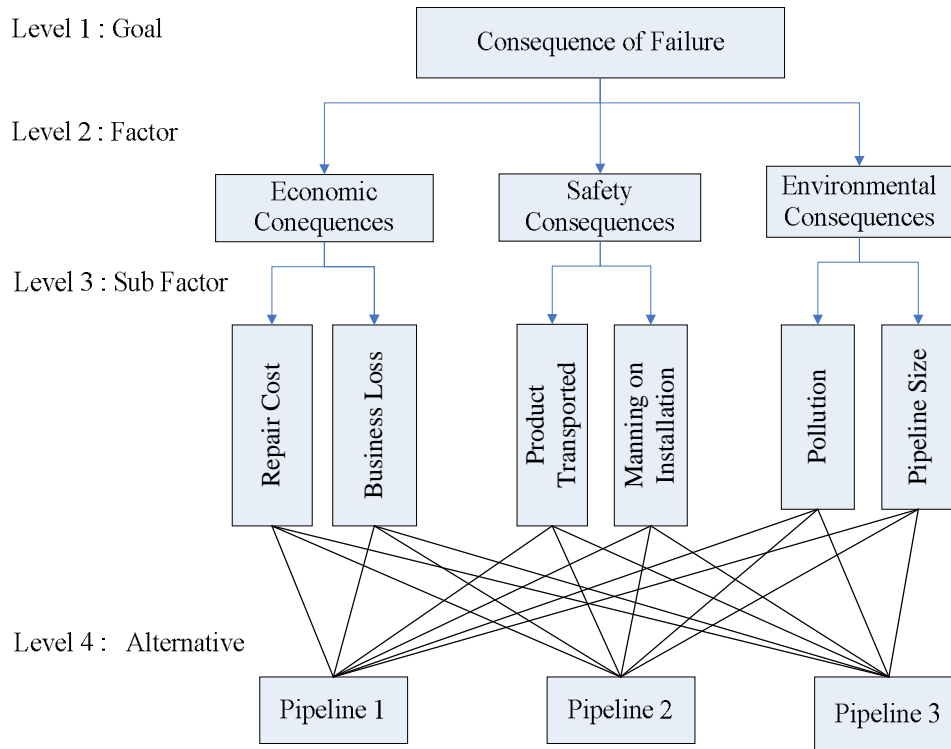 Level 1 : Goal
Consequence of Failure
Level 2 : Factor
Economic
Conequences
Safety
Consequences
Environmental
Consequences
Level 3 : Sub Factor
Repair Cost
Business Loss
Product
Transported
Manning on
Installation
Pollution
Pipeline Size
Level 4 : Alternative
Pipeline 1
Pipeline 2
Pipeline 3